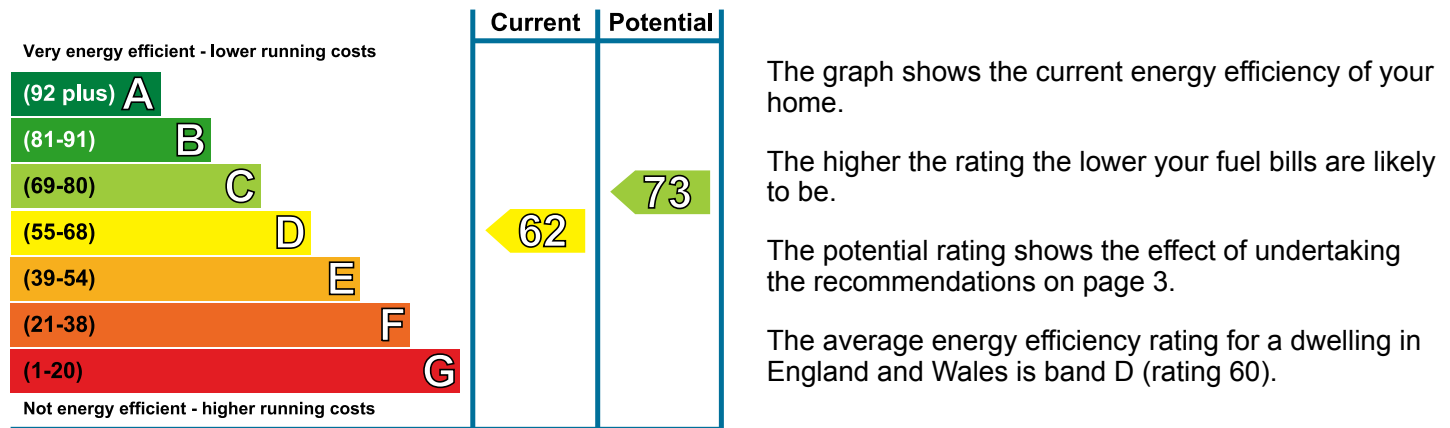 Current Potential
Very energy efficient - lower running costs
(92 plus) A
(81-91) B
(69-80) C
73
(55-68) D
62
(39-54) E
(21-38) F
(1-20) G
Not energy efficient - higher running costs
The graph shows the current energy efficiency of your
home.
The higher the rating the lower your fuel bills are likely
to be.
The potential rating shows the effect of undertaking
the recommendations on page 3.
The average energy efficiency rating for a dwelling in
England and Wales is band D (rating 60).